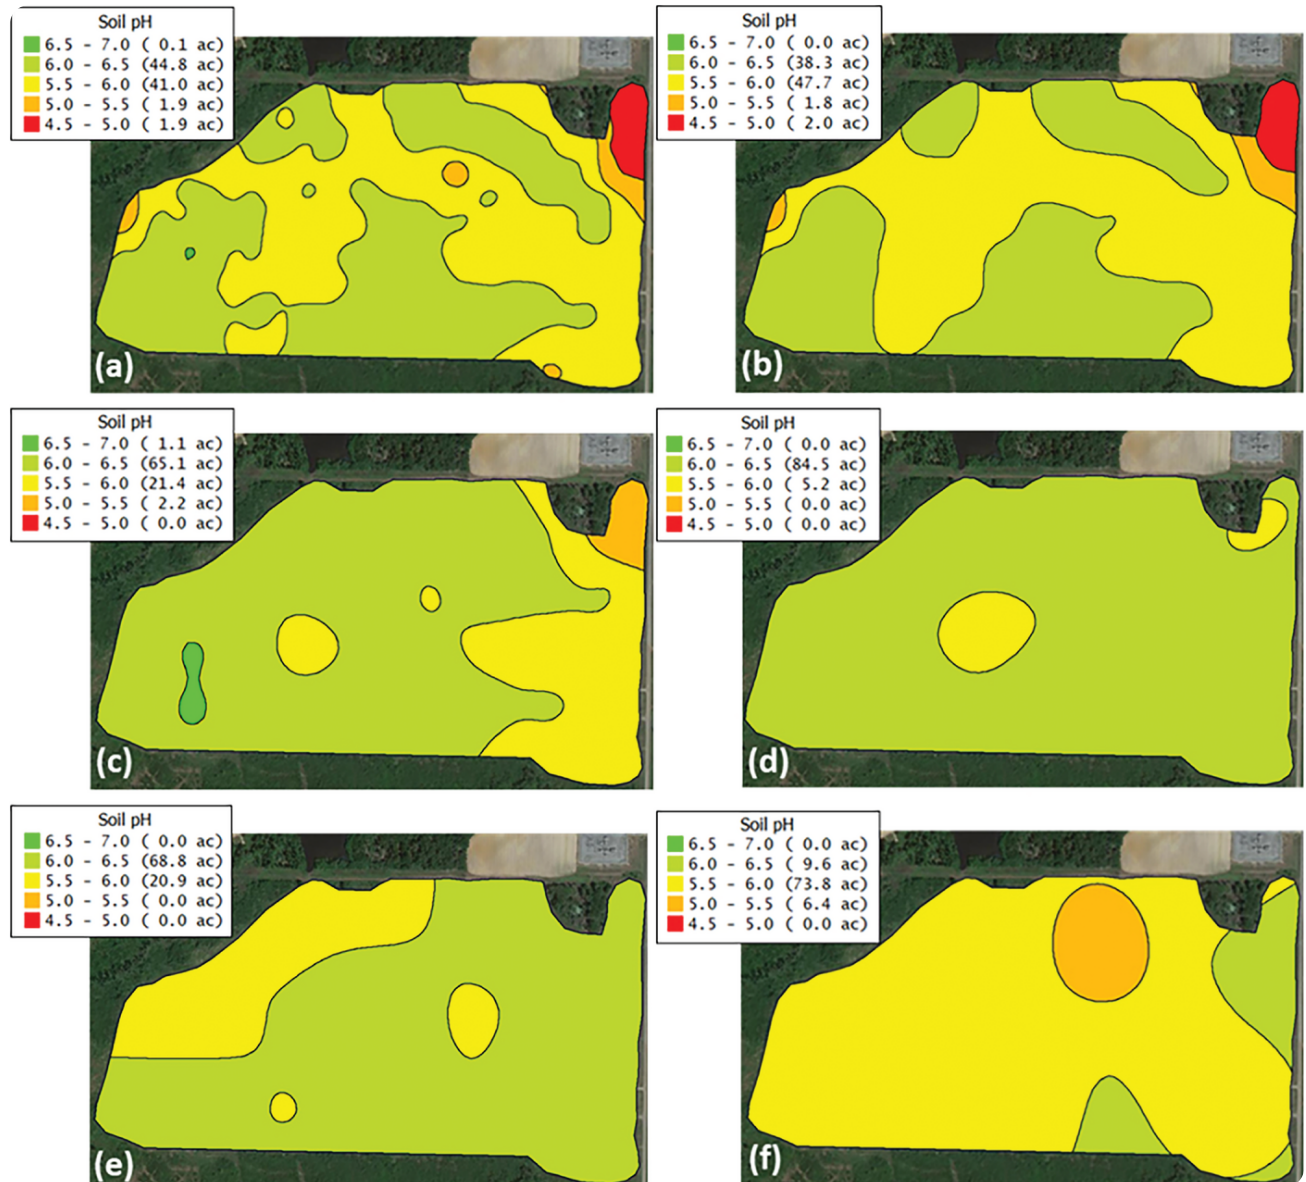 Soil pH
6.5 - 7.0 ( 0.1 ac)
6.0 - 6.5 (44.8 ac)
5.5 - 6.0 (41.0 ac)
5.0 - 5.5 ( 1.9 ac)
4.5 - 5.0 ( 1.9 ac)
(a)
Soil pH
6.5 - 7.0 ( 0.0 ac)
6.0 - 6.5 (38.3 ac)
5.5 - 6.0 (47.7 ac)
5.0 - 5.5 ( 1.8 ac)
4.5 - 5.0 ( 2.0 ac)
(b)
Soil pH
6.5 - 7.0 ( 1.1 ac)
6.0 - 6.5 (65.1 ac)
5.5 - 6.0 (21.4 ac)
5.0 - 5.5 ( 2.2 ac)
4.5 - 5.0 ( 0.0 ac)
(c)
Soil pH
6.5 - 7.0 ( 0.0 ac)
6.0 - 6.5 (84.5 ac)
5.5 - 6.0 ( 5.2 ac)
5.0 - 5.5 ( 0.0 ac)
4.5 - 5.0 ( 0.0 ac)
(d)
Soil pH
6.5 - 7.0 ( 0.0 ac)
6.0 - 6.5 (68.8 ac)
5.5 - 6.0 (20.9 ac)
5.0 - 5.5 ( 0.0 ac)
4.5 - 5.0 ( 0.0 ac)
(e)
Soil pH
6.5 - 7.0 ( 0.0 ac)
6.0 - 6.5 ( 9.6 ac)
5.5 - 6.0 (73.8 ac)
5.0 - 5.5 ( 6.4 ac)
4.5 - 5.0 ( 0.0 ac)
(f)